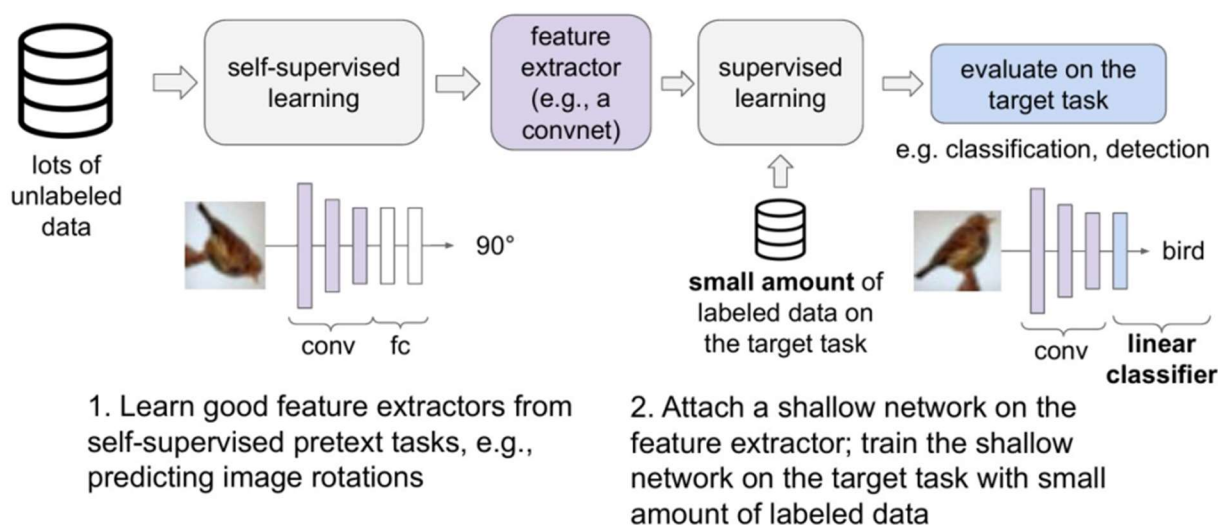 lots of
unlabeled
data
self-supervised
learning
feature
extractor
(e.g., a
convnet)
supervised
learning
evaluate on the
target task
e.g. classification, detection
90°
conv
fc
small amount of
labeled data on
the target task
bird
conv
linear
classifier
1. Learn good feature extractors from
self-supervised pretext tasks, e.g.,
predicting image rotations
2. Attach a shallow network on the
feature extractor; train the shallow
network on the target task with small
amount of labeled data